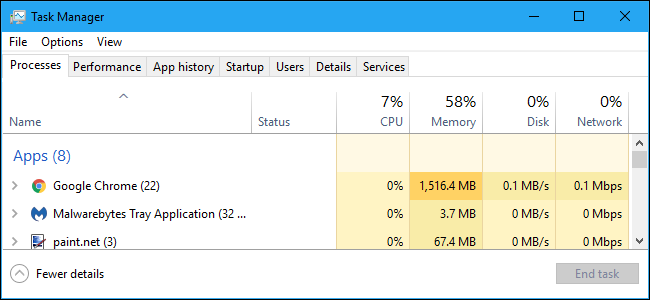 Task Manager
File Options View
Processes Performance App history Startup Users Details Services
7% 58% 0% 0%
Name Status CPU Memory Disk Network
Apps (8)
Google Chrome (22) 0% 1,516.4 MB 0.1 MB/s 0.1 Mbps
Malwarebytes Tray Application (32 ... 0% 3.7 MB 0 MB/s 0 Mbps
paint.net (3) 0% 67.4 MB 0 MB/s 0 Mbps
Fewer details End task